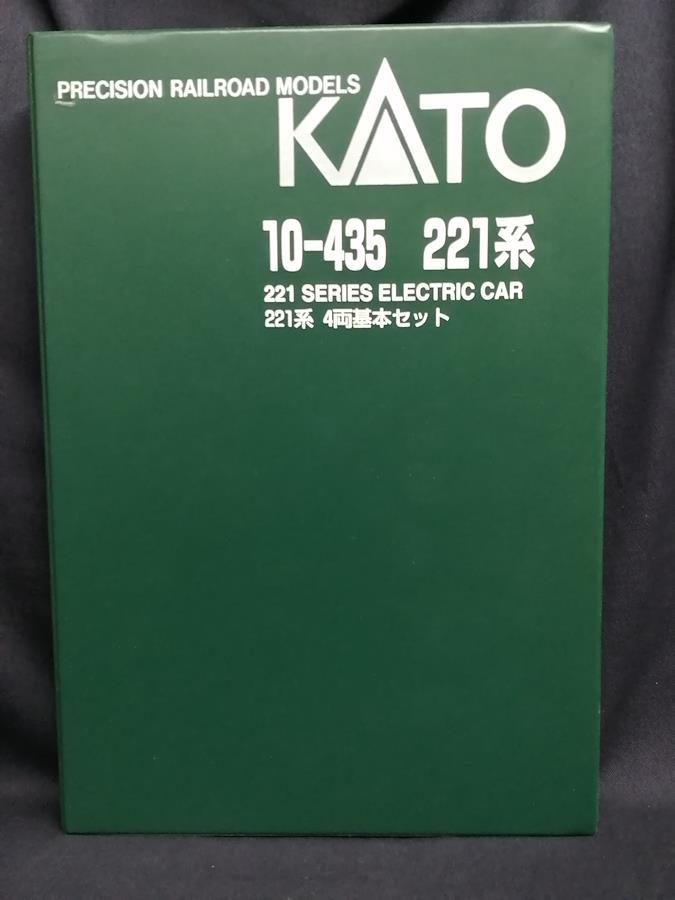 PRECISION RAILROAD MODELS
KATO
10-435 221系
221 SERIES ELECTRIC CAR
221系 4両基本セット